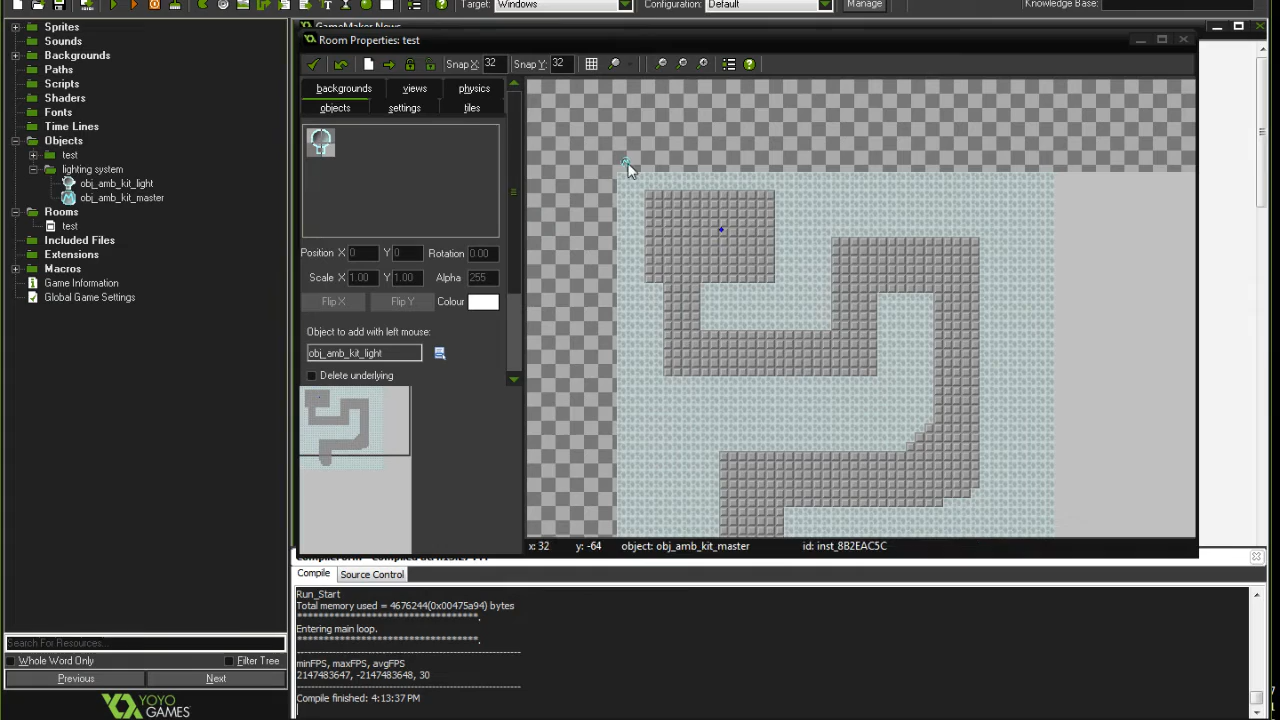 Target: Windows Configuration: Default Manage Knowledge Base:
GameMaker News
Room Properties: test
Snap X: 32 Snap Y: 32
backgrounds views physics
objects settings tiles
Position X 0 Y 0 Rotation 0.00
Scale X 1.00 Y 1.00 Alpha 255
Flip X Flip Y Colour
Object to add with left mouse:
obj_amb_kit_light
Delete underlying
x: 32 y: -64 object: obj_amb_kit_master id: inst_8B2EAC5C
Sprites
Sounds
Backgrounds
Paths
Scripts
Shaders
Fonts
Time Lines
Objects
test
lighting system
obj_amb_kit_light
obj_amb_kit_master
Rooms
test
Included Files
Extensions
Macros
Game Information
Global Game Settings
Search For Resources...
Whole Word Only Filter Tree
Previous Next
YOYO
GAMES
Compile Source Control
Run_Start
Total memory used = 4676244(0x00475a94) bytes
**********************************.
Entering main loop.
**********************************.
minFPS, maxFPS, avgFPS
2147483647, -2147483648, 30
Compile finished: 4:13:37 PM